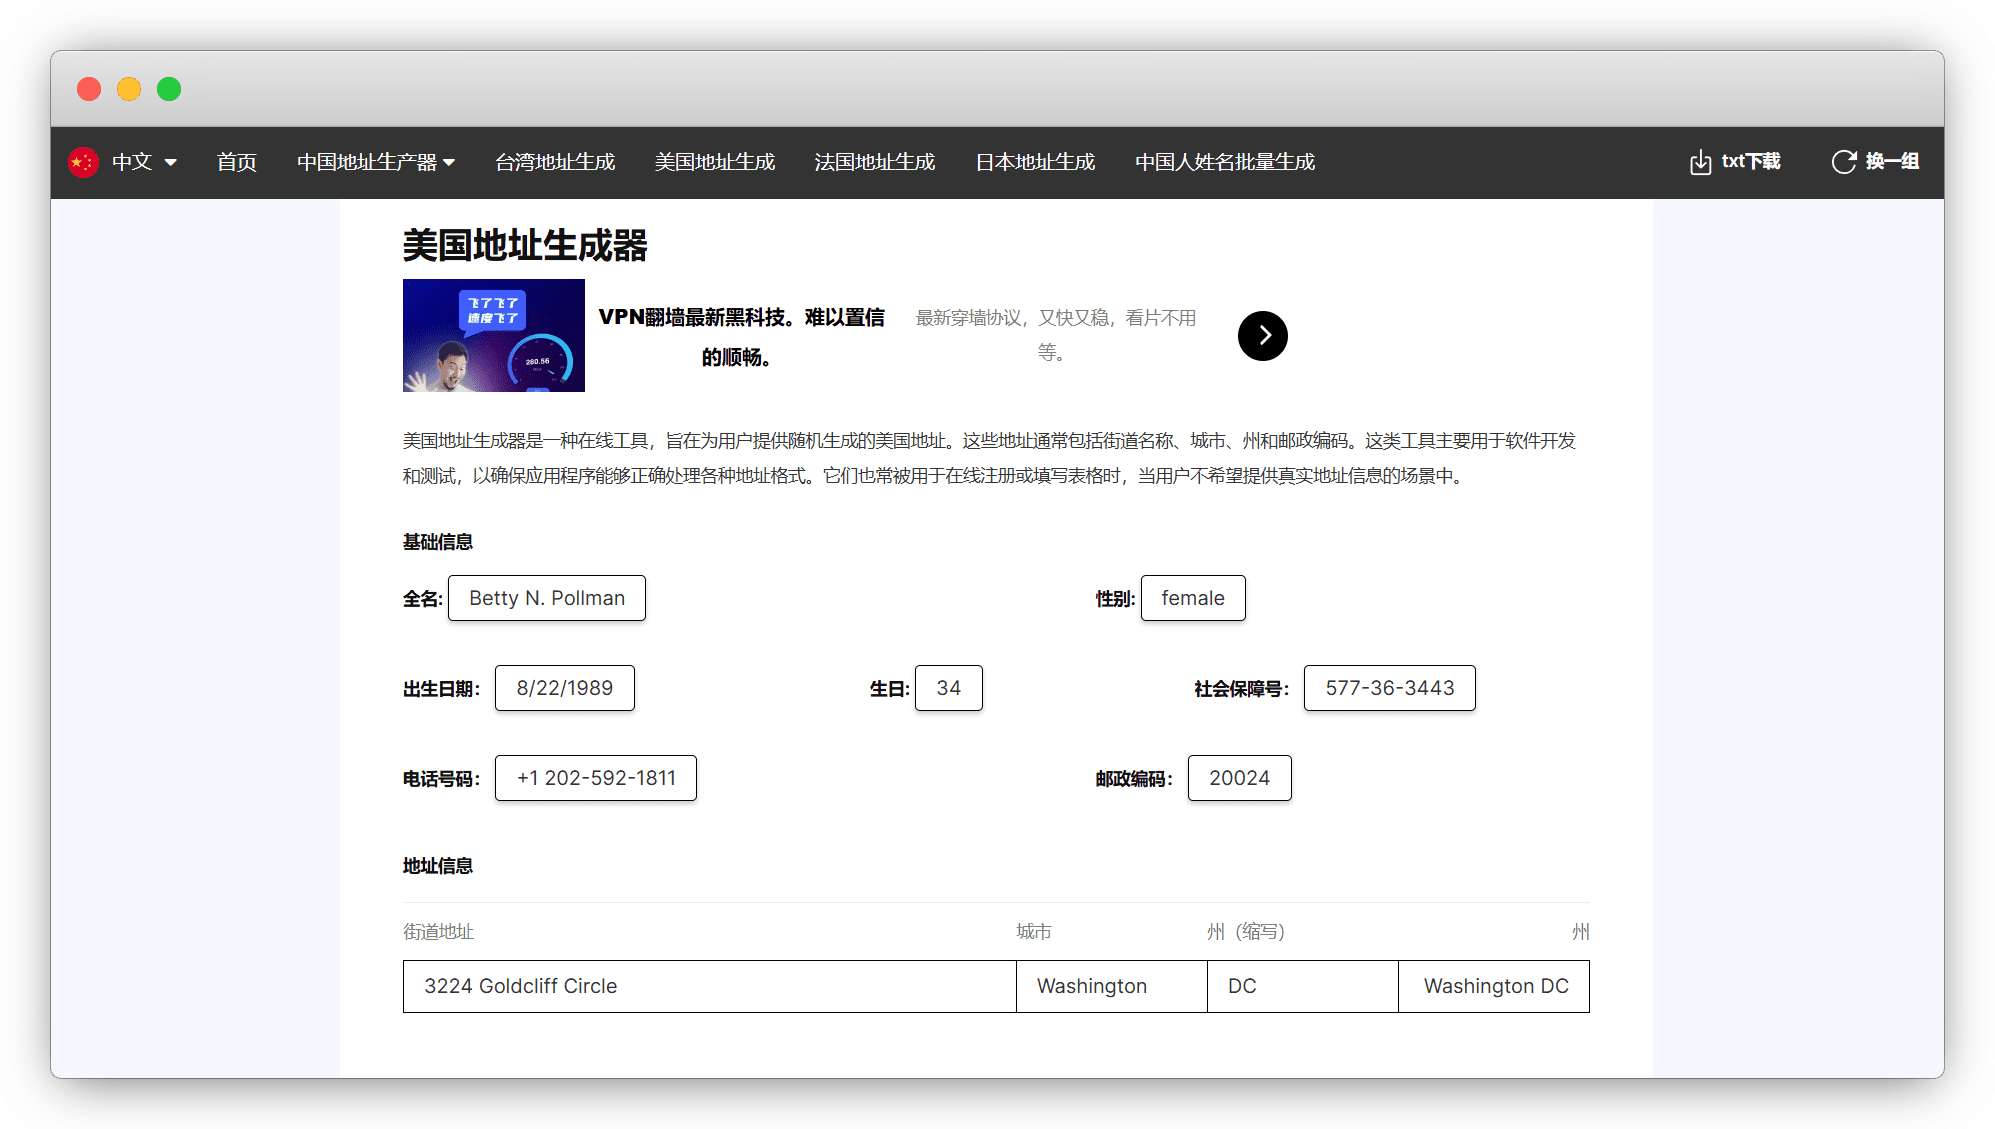 中文 首页 中国地址生产器 台湾地址生成 美国地址生成 法国地址生成 日本地址生成 中国人姓名批量生成 txt下载 换一组
美国地址生成器
飞了飞了
速度飞了
280.56
VPN翻墙最新黑科技。难以置信
的顺畅。
最新穿墙协议，又快又稳，看片不用
等。
美国地址生成器是一种在线工具，旨在为用户提供随机生成的美国地址。这些地址通常包括街道名称、城市、州和邮政编码。这类工具主要用于软件开发
和测试，以确保应用程序能够正确处理各种地址格式。它们也常被用于在线注册或填写表格时，当用户不希望提供真实地址信息的场景中。
基础信息
全名: Betty N. Pollman 性别: female
出生日期： 8/22/1989 生日: 34 社会保障号： 577-36-3443
电话号码： +1 202-592-1811 邮政编码： 20024
地址信息
街道地址 城市 州（缩写） 州
3224 Goldcliff Circle Washington DC Washington DC